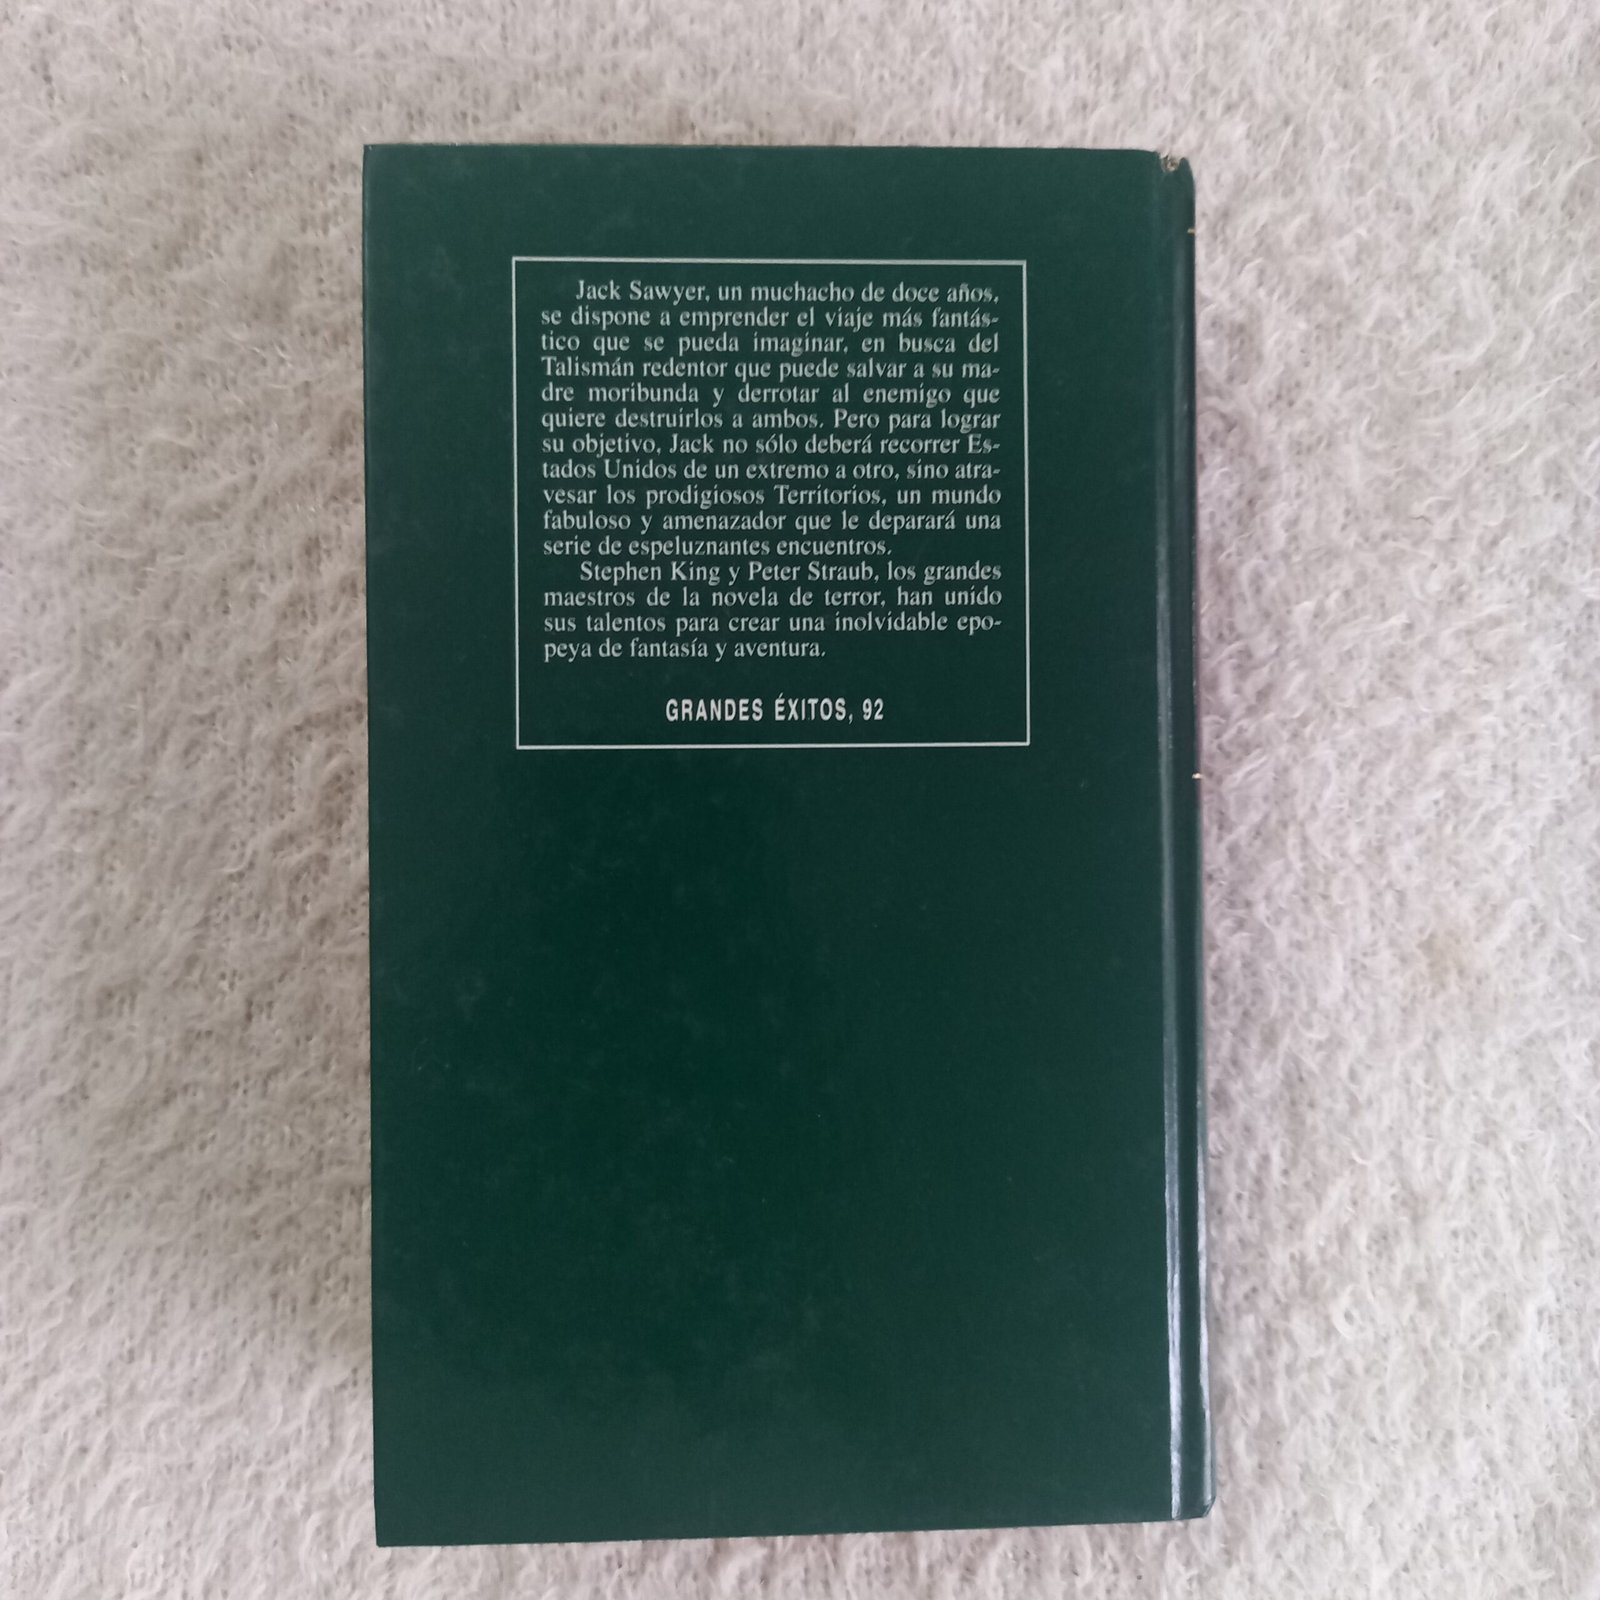 Jack Sawyer, un muchacho de doce años,
se dispone a emprender el viaje más fantás-
tico que se pueda imaginar, en busca del
Talismán redentor que puede salvar a su ma-
dre moribunda y derrotar al enemigo que
quiere destruirlos a ambos. Pero para lograr
su objetivo, Jack no sólo deberá recorrer Es-
tados Unidos de un extremo a otro, sino atra-
vesar los prodigiosos Territorios, un mundo
fabuloso y amenazador que le deparará una
serie de espeluznantes encuentros.
Stephen King y Peter Straub, los grandes
maestros de la novela de terror, han unido
sus talentos para crear una inolvidable epo-
peya de fantasía y aventura.
GRANDES ÉXITOS, 92